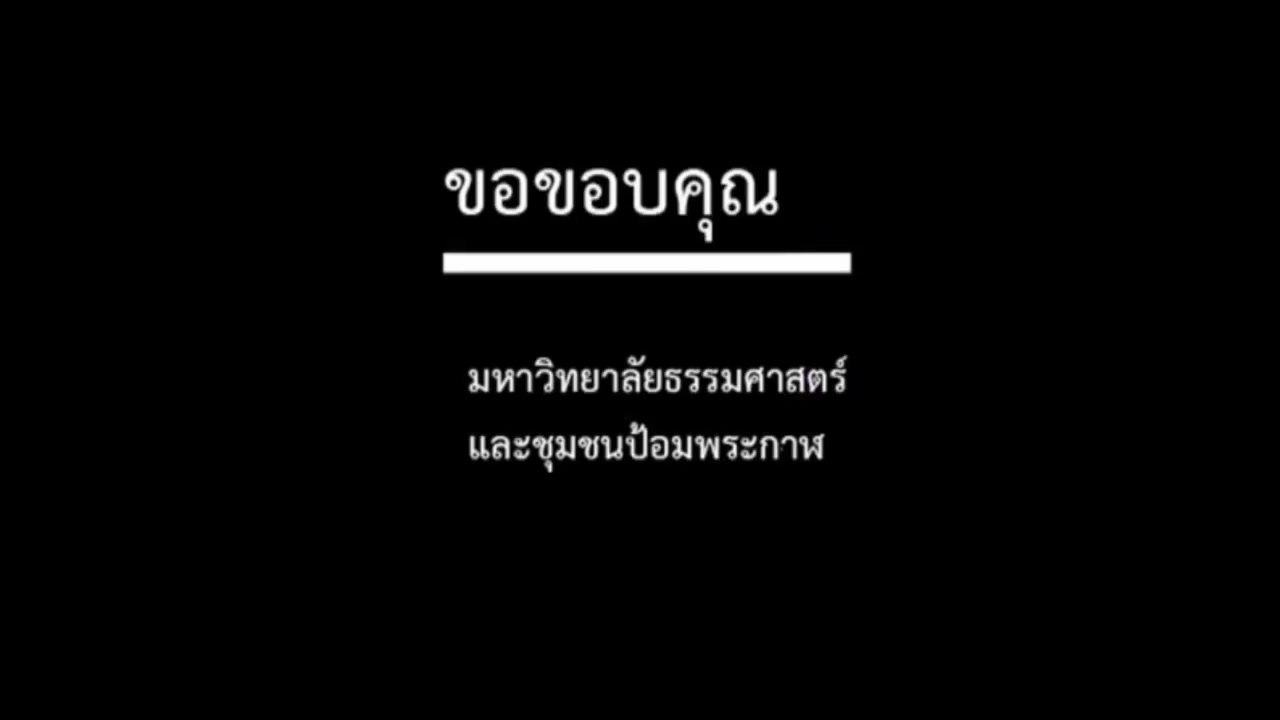 ขอขอบคุณ
มหาวิทยาลัยธรรมศาสตร์
และชุมชนป้อมพระกาฬ